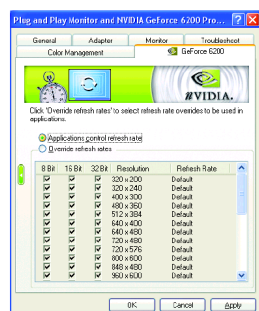 Plug and Play Monitor and NVIDIA GeForce 6200 Pro... ? X
General Adapter Monitor Troubleshoot
Color Management GeForce 6200
NVIDIA.
Click 'Override refresh rates' to select refresh rate overrides to be used in
applications.
Applications control refresh rate
Override refresh rates
8 Bit 16 Bit 32 Bit Resolution Refresh Rate
320 x 200 Default
320 x 240 Default
400 x 300 Default
480 x 360 Default
512 x 384 Default
640 x 400 Default
640 x 480 Default
720 x 480 Default
720 x 576 Default
800 x 600 Default
848 x 480 Default
960 x 600 Default
OK Cancel Apply